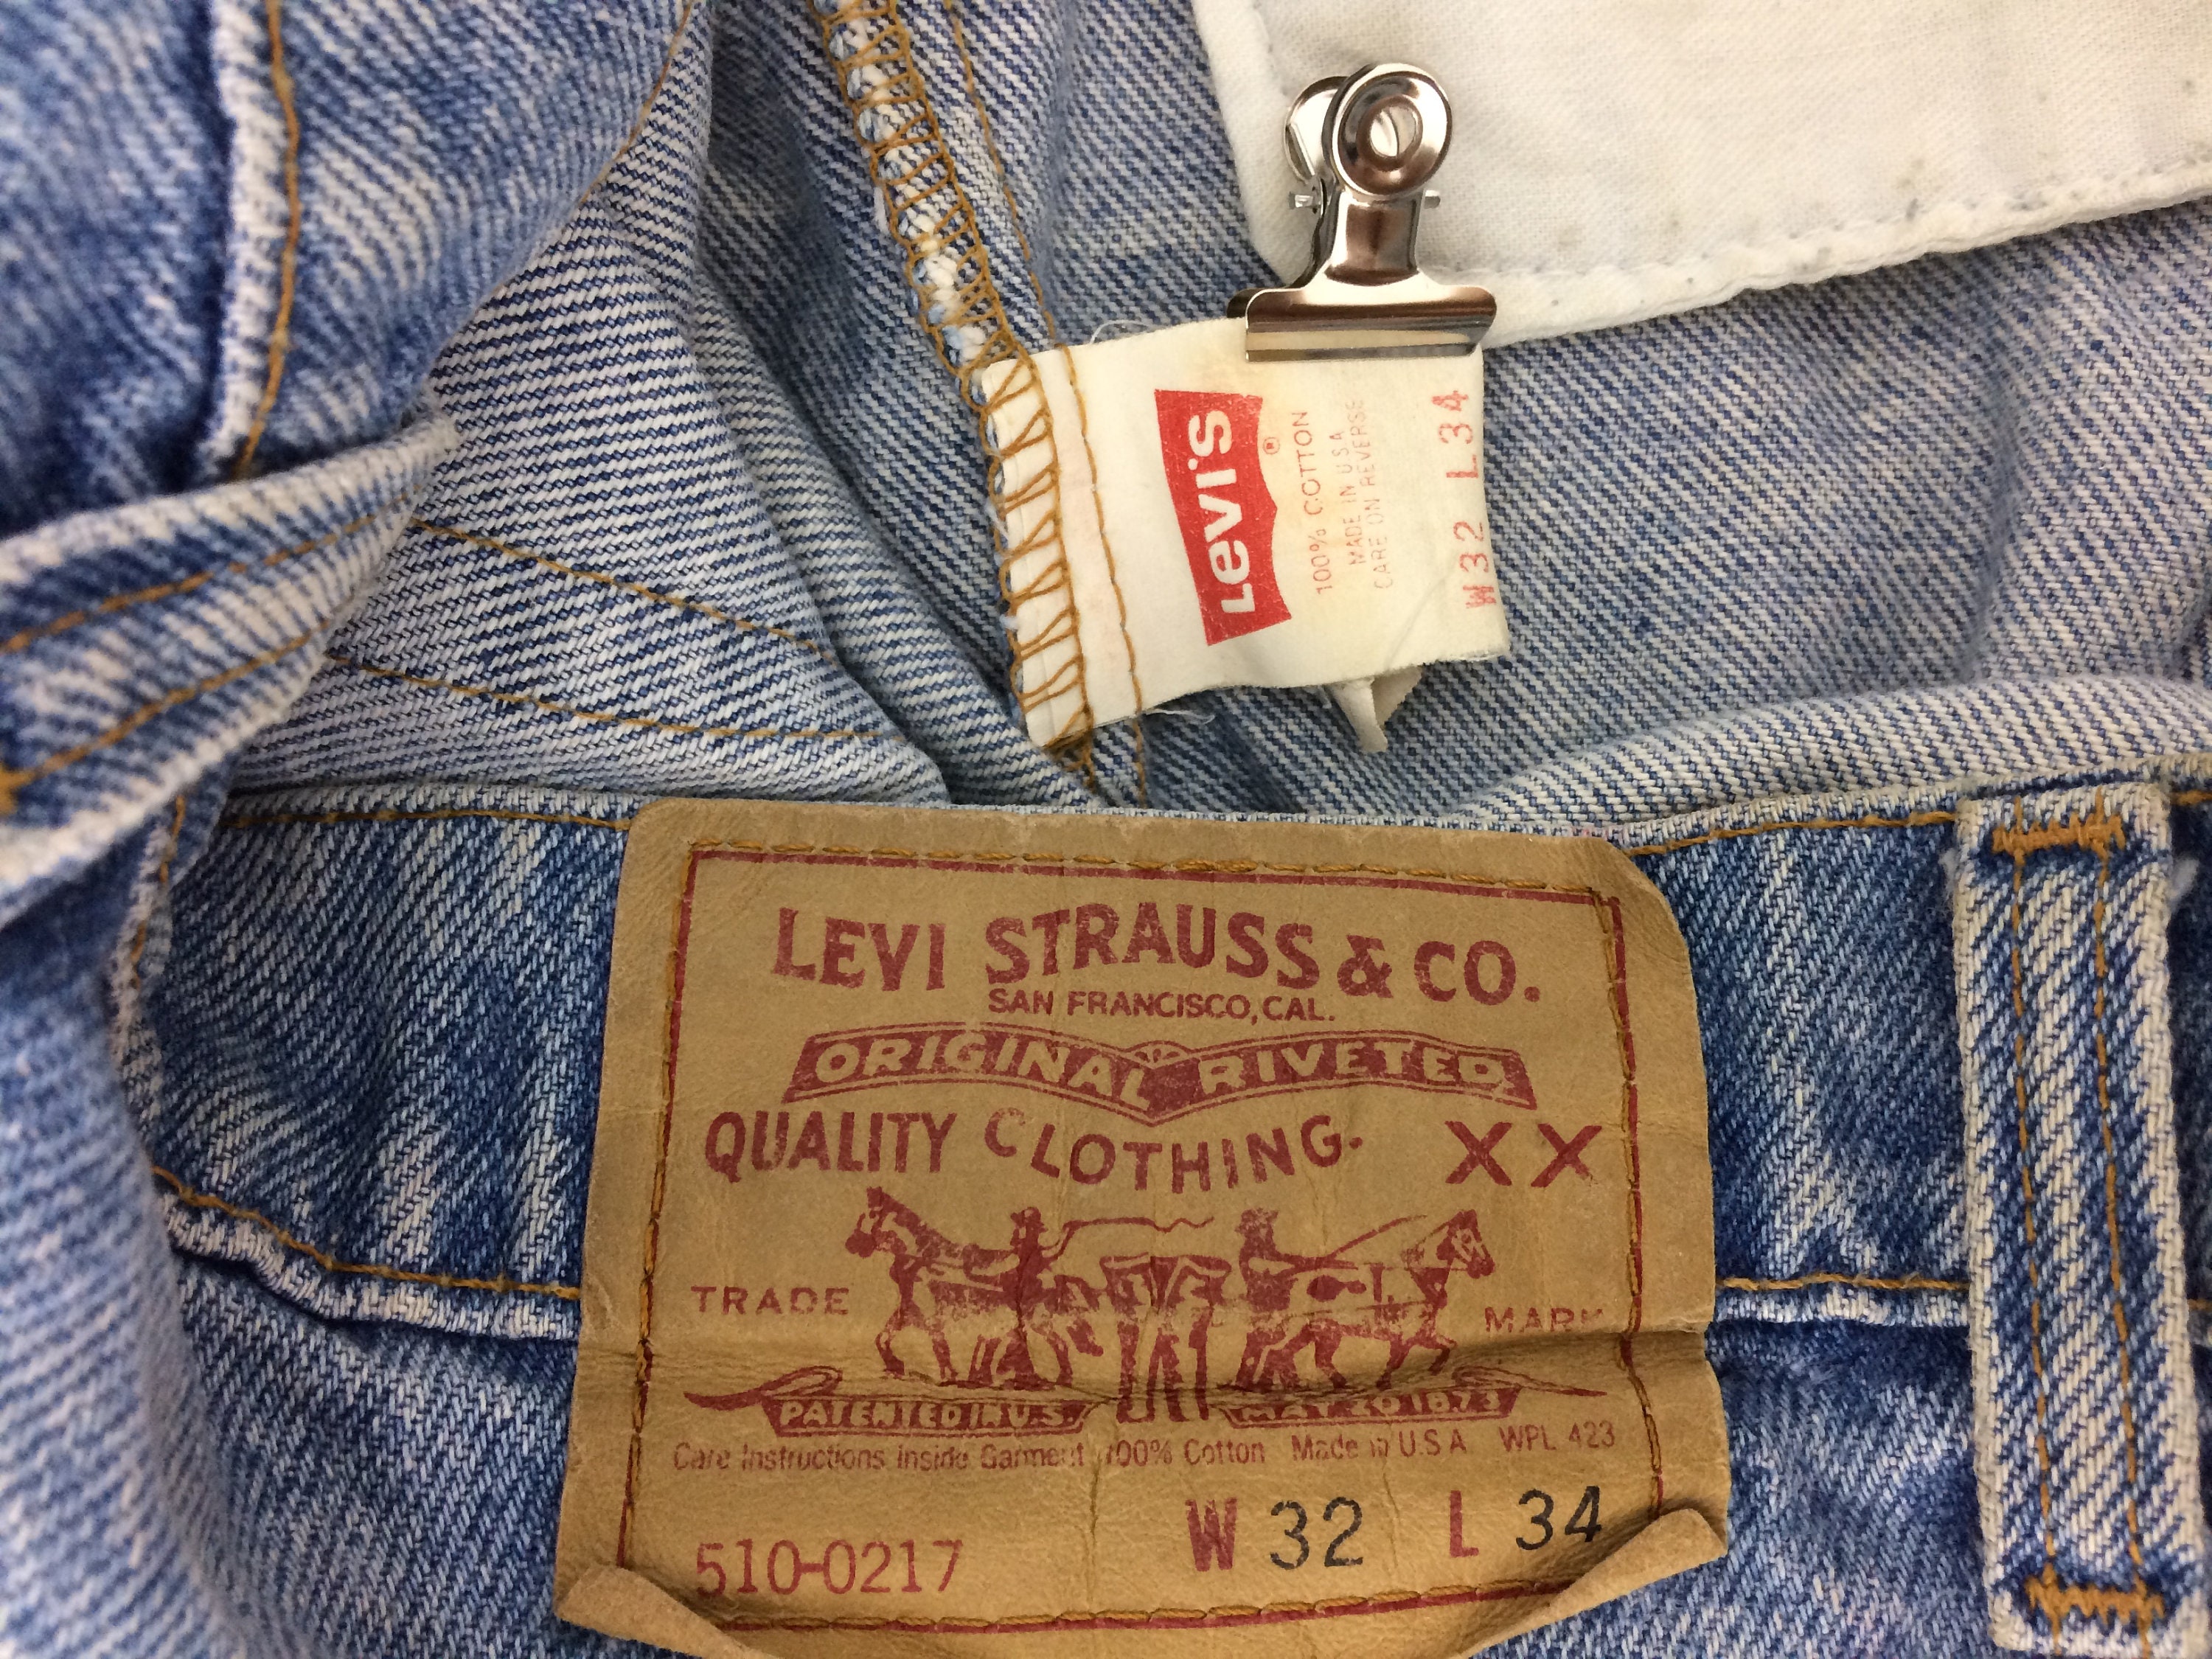 Levi's®
100% COTTON
MADE IN USA
CARE ON REVERSE
W32 L34
LEVI STRAUSS & CO.
SAN FRANCISCO, CAL.
ORIGINAL RIVETED
QUALITY CLOTHING. XX
TRADE MARK
PATENTED IN U.S. MAY 20 1873
Care Instructions Inside Garment 100% Cotton Made in U.S.A WPL 423
510-0217 W 32 L 34